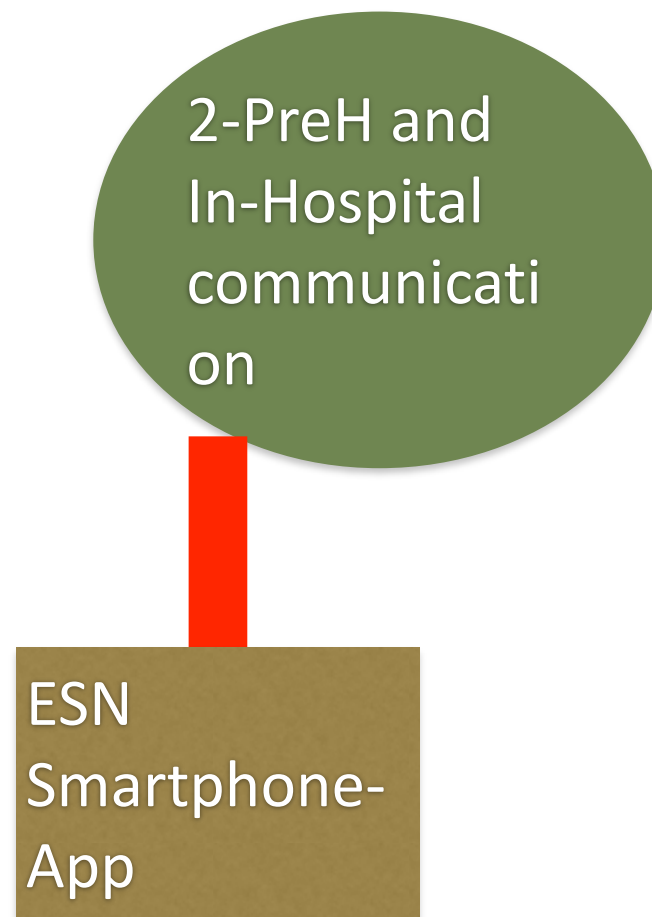 2-PreH and
In-Hospital
communicati
on
ESN
Smartphone-
App